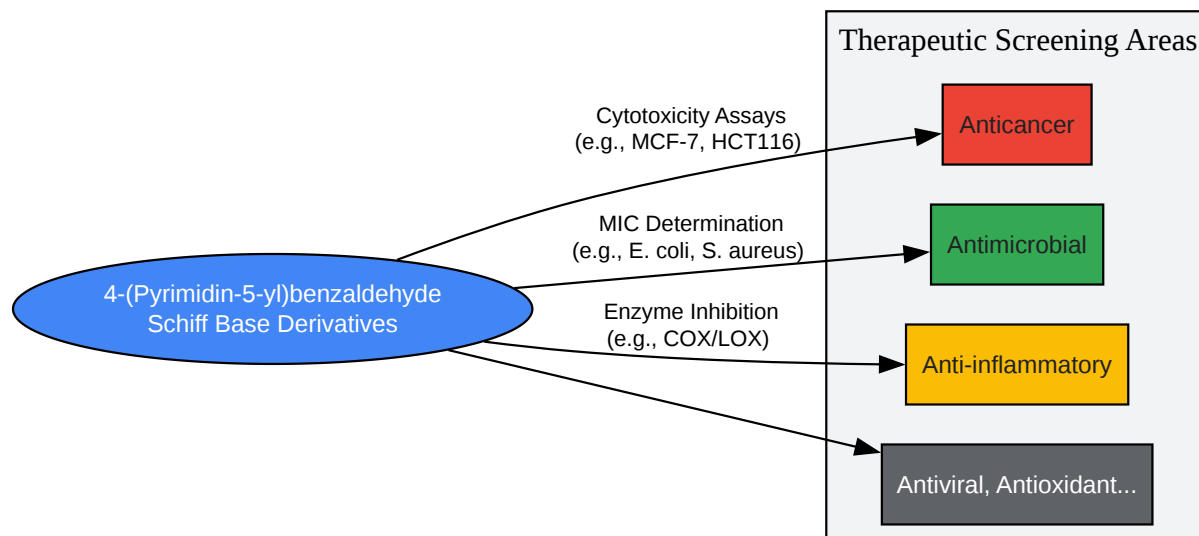 Therapeutic Screening Areas
Cytotoxicity Assays
(e.g., MCF-7, HCT116)
Anticancer
MIC Determination
(e.g., E. coli, S. aureus)
Antimicrobial
4-(Pyrimidin-5-yl)benzaldehyde
Schiff Base Derivatives
Enzyme Inhibition
(e.g., COX/LOX)
Anti-inflammatory
Antiviral, Antioxidant...